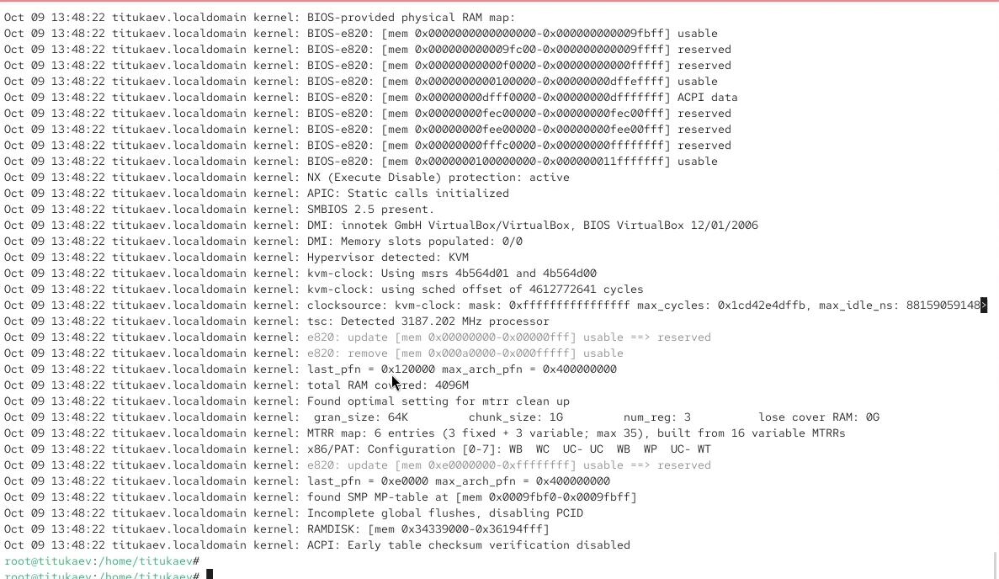 Oct 09 13:48:22 titukaev.localdomain kernel: BIOS-provided physical RAM map:
Oct 09 13:48:22 titukaev.localdomain kernel: BIOS-e820: [mem 0x0000000000000000-0x000000000009fbff] usable
Oct 09 13:48:22 titukaev.localdomain kernel: BIOS-e820: [mem 0x000000000009fc00-0x000000000009ffff] reserved
Oct 09 13:48:22 titukaev.localdomain kernel: BIOS-e820: [mem 0x00000000000f0000-0x00000000000fffff] reserved
Oct 09 13:48:22 titukaev.localdomain kernel: BIOS-e820: [mem 0x0000000000100000-0x00000000dffeffff] usable
Oct 09 13:48:22 titukaev.localdomain kernel: BIOS-e820: [mem 0x00000000dfff0000-0x00000000dfffffff] ACPI data
Oct 09 13:48:22 titukaev.localdomain kernel: BIOS-e820: [mem 0x00000000fec00000-0x00000000fec00fff] reserved
Oct 09 13:48:22 titukaev.localdomain kernel: BIOS-e820: [mem 0x00000000fee00000-0x00000000fee00fff] reserved
Oct 09 13:48:22 titukaev.localdomain kernel: BIOS-e820: [mem 0x00000000fffc0000-0x00000000ffffffff] reserved
Oct 09 13:48:22 titukaev.localdomain kernel: BIOS-e820: [mem 0x0000000100000000-0x000000011fffffff] usable
Oct 09 13:48:22 titukaev.localdomain kernel: NX (Execute Disable) protection: active
Oct 09 13:48:22 titukaev.localdomain kernel: APIC: Static calls initialized
Oct 09 13:48:22 titukaev.localdomain kernel: SMBIOS 2.5 present.
Oct 09 13:48:22 titukaev.localdomain kernel: DMI: innotek GmbH VirtualBox/VirtualBox, BIOS VirtualBox 12/01/2006
Oct 09 13:48:22 titukaev.localdomain kernel: DMI: Memory slots populated: 0/0
Oct 09 13:48:22 titukaev.localdomain kernel: Hypervisor detected: KVM
Oct 09 13:48:22 titukaev.localdomain kernel: kvm-clock: Using msrs 4b564d01 and 4b564d00
Oct 09 13:48:22 titukaev.localdomain kernel: kvm-clock: using sched offset of 4612772641 cycles
Oct 09 13:48:22 titukaev.localdomain kernel: clocksource: kvm-clock: mask: 0xffffffffffffffff max_cycles: 0x1cd42e4dffb, max_idle_ns: 88159059148>
Oct 09 13:48:22 titukaev.localdomain kernel: tsc: Detected 3187.202 MHz processor
Oct 09 13:48:22 titukaev.localdomain kernel: e820: update [mem 0x00000000-0x00000fff] usable ==> reserved
Oct 09 13:48:22 titukaev.localdomain kernel: e820: remove [mem 0x000a0000-0x000fffff] usable
Oct 09 13:48:22 titukaev.localdomain kernel: last_pfn = 0x120000 max_arch_pfn = 0x400000000
Oct 09 13:48:22 titukaev.localdomain kernel: total RAM covered: 4096M
Oct 09 13:48:22 titukaev.localdomain kernel: Found optimal setting for mtrr clean up
Oct 09 13:48:22 titukaev.localdomain kernel:  gran_size: 64K         chunk_size: 1G         num_reg: 3          lose cover RAM: 0G
Oct 09 13:48:22 titukaev.localdomain kernel: MTRR map: 6 entries (3 fixed + 3 variable; max 35), built from 16 variable MTRRs
Oct 09 13:48:22 titukaev.localdomain kernel: x86/PAT: Configuration [0-7]: WB  WC  UC- UC  WB  WP  UC- WT
Oct 09 13:48:22 titukaev.localdomain kernel: e820: update [mem 0xe0000000-0xffffffff] usable ==> reserved
Oct 09 13:48:22 titukaev.localdomain kernel: last_pfn = 0xe0000 max_arch_pfn = 0x400000000
Oct 09 13:48:22 titukaev.localdomain kernel: found SMP MP-table at [mem 0x0009fbf0-0x0009fbff]
Oct 09 13:48:22 titukaev.localdomain kernel: Incomplete global flushes, disabling PCID
Oct 09 13:48:22 titukaev.localdomain kernel: RAMDISK: [mem 0x34339000-0x36194fff]
Oct 09 13:48:22 titukaev.localdomain kernel: ACPI: Early table checksum verification disabled
root@titukaev:/home/titukaev#
root@titukaev:/home/titukaev#